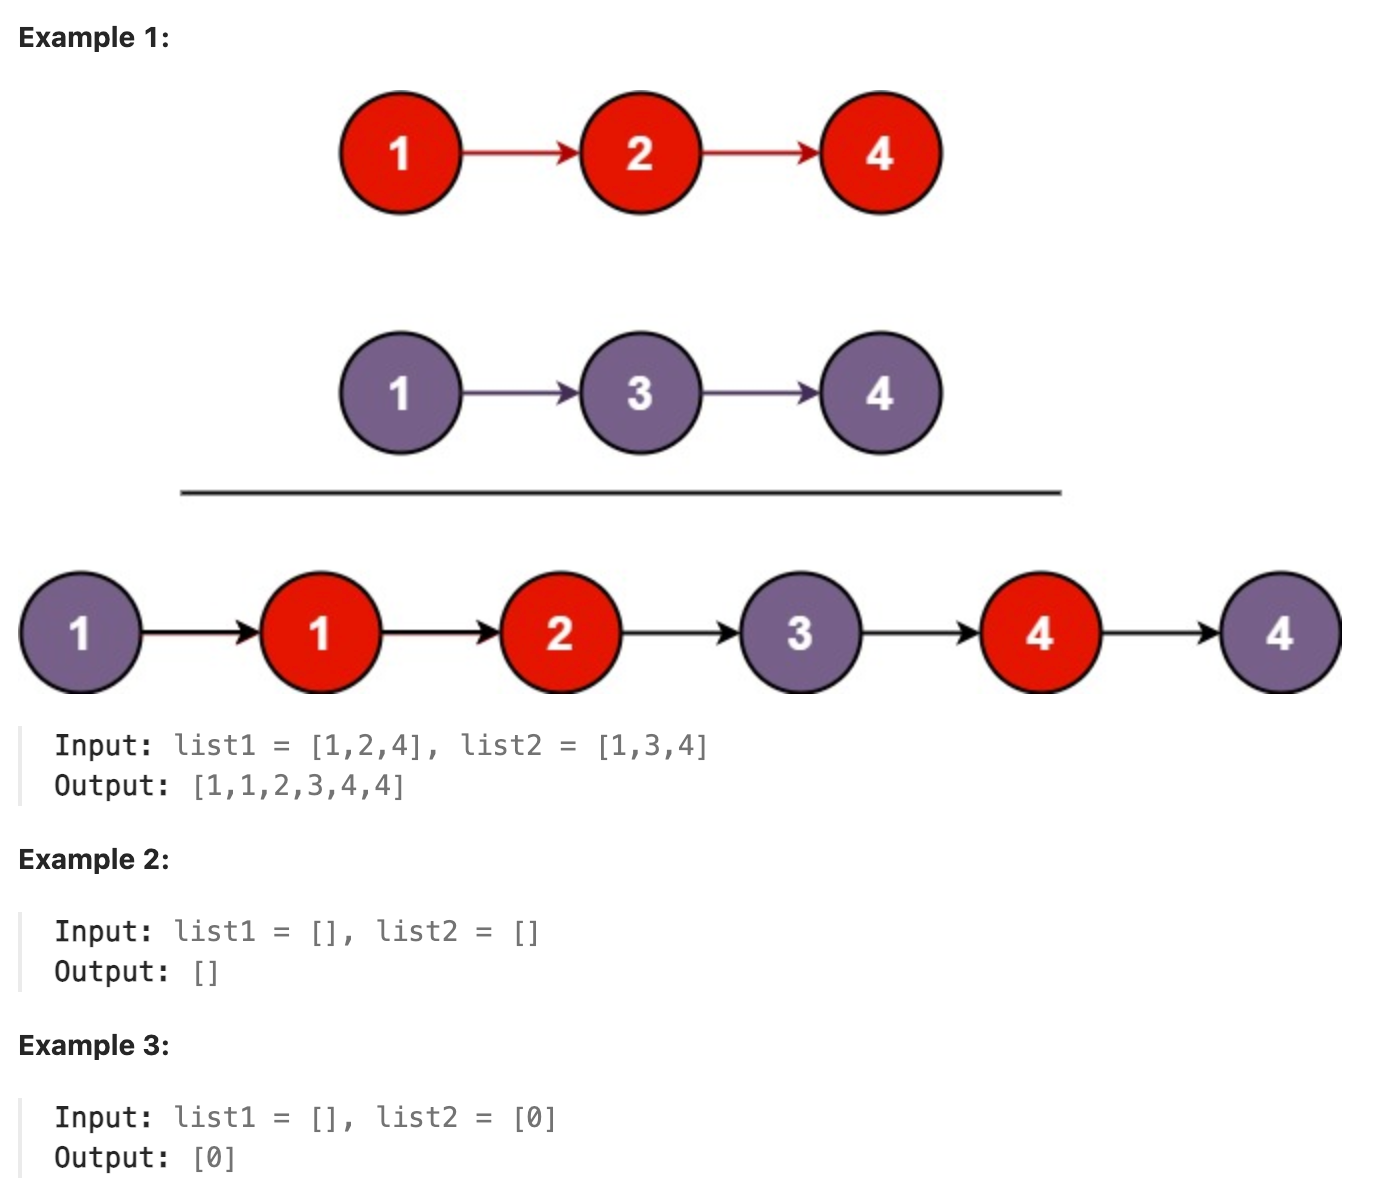 Example 1:
1 2 4
1 3 4
1 1 2 3 4 4
Input: list1 = [1,2,4], list2 = [1,3,4]
Output: [1,1,2,3,4,4]
Example 2:
Input: list1 = [], list2 = []
Output: []
Example 3:
Input: list1 = [], list2 = [0]
Output: [0]